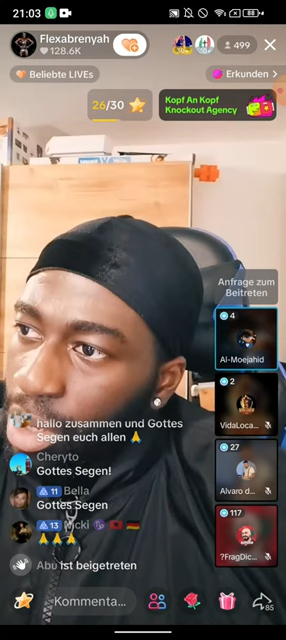 21:03
Flexabrenyah
128.6K
499
Beliebte LIVEs
Erkunden >
26/30
Kopf An Kopf
Knockout Agency
Anfrage zum
Beitreten
4
Al-Moejahid
2
VidaLoca...
27
Alvaro d...
117
?FragDic...
hallo zusammen und Gottes
Segen euch allen 🙏
Cheryto
Gottes Segen!
11 Bella
Gottes Segen
13 Nicki ♑ 🇦🇱 🇩🇪
🙏🙏🙏
Abu ist beigetreten
Kommenta...
85